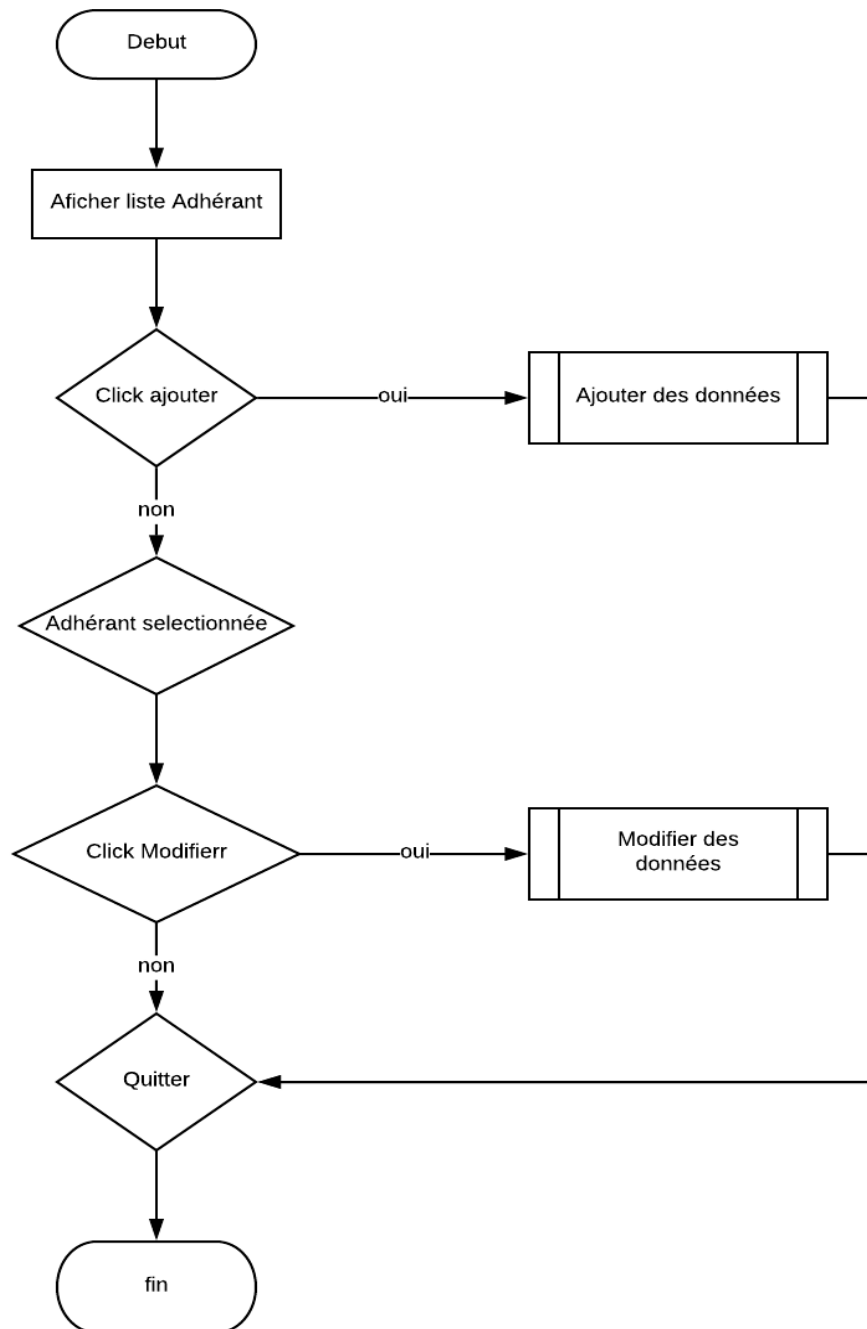 Debut
Aficher liste Adhérant
Click ajouter
oui
Ajouter des données
non
Adhérant selectionnée
Click Modifierr
oui
Modifier des
données
non
Quitter
fin